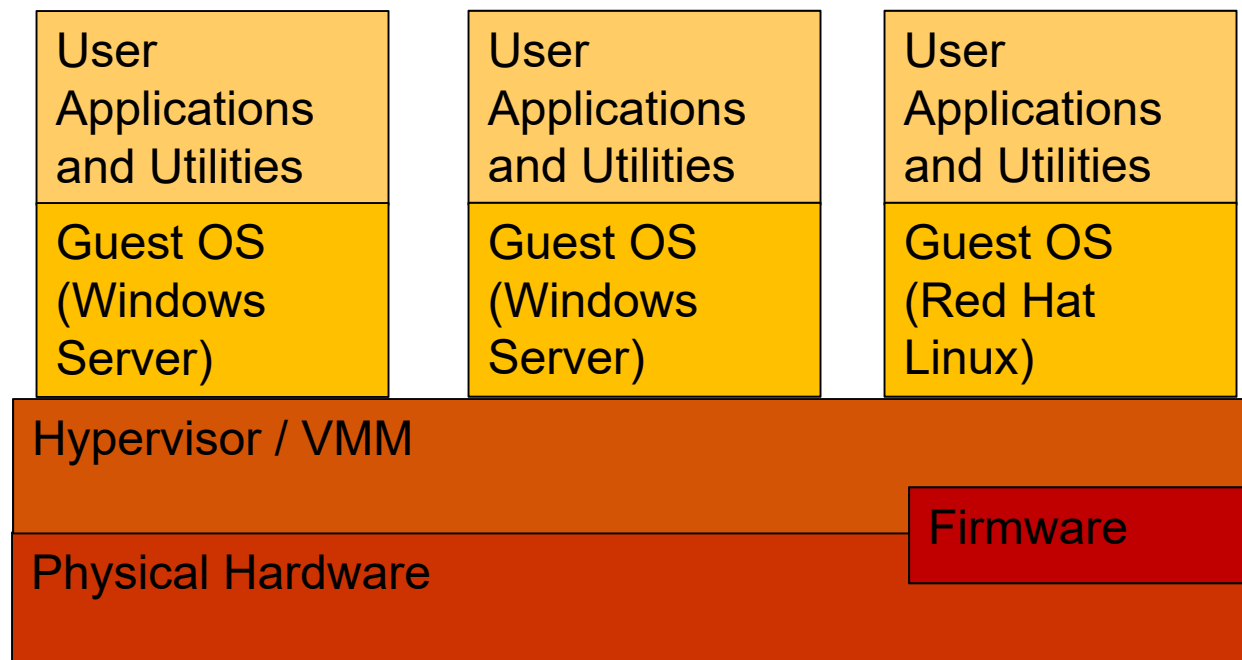 User
Applications
and Utilities
Guest OS
(Windows
Server)
User
Applications
and Utilities
Guest OS
(Windows
Server)
User
Applications
and Utilities
Guest OS
(Red Hat
Linux)
Hypervisor / VMM
Firmware
Physical Hardware